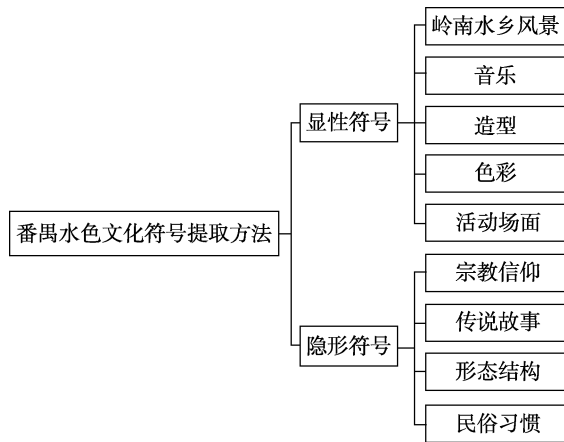 番禺水色文化符号提取方法
显性符号
岭南水乡风景
音乐
造型
色彩
活动场面
隐形符号
宗教信仰
传说故事
形态结构
民俗习惯